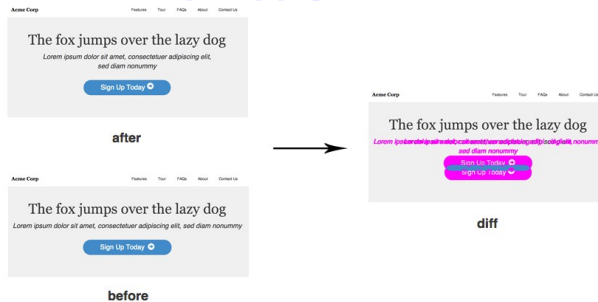 Acme Corp
Features Tour FAQs About Contact Us
The fox jumps over the lazy dog
Lorem ipsum dolor sit amet, consectetuer adipiscing elit,
sed diam nonummy
Sign Up Today
after
Acme Corp
Features Tour FAQs About Contact Us
The fox jumps over the lazy dog
Lorem ipsum dolor sit amet, consectetuer adipiscing elit, sed diam nonummy
Sign Up Today
before
Acme Corp
Features Tour FAQs About Contact Us
The fox jumps over the lazy dog
Lorem
sed diam nonummy
Sign Up Today
Sign Up Today
diff